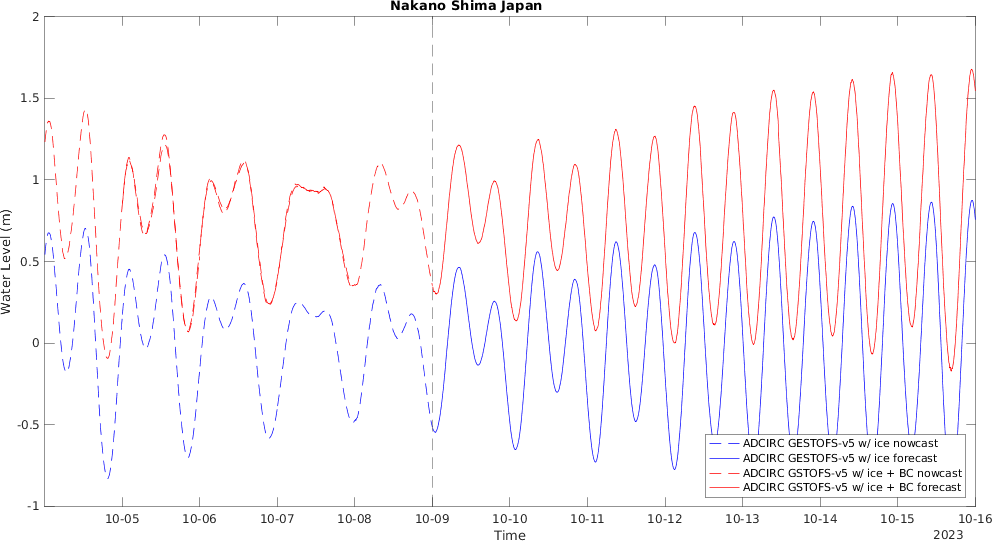 Nakano Shima Japan
2
1.5
1
0.5
0
-0.5
-1
Water Level (m)
ADCIRC GESTOFS-v5 w/ ice nowcast
ADCIRC GESTOFS-v5 w/ ice forecast
ADCIRC GSTOFS-v5 w/ ice + BC nowcast
ADCIRC GSTOFS-v5 w/ ice + BC forecast
10-05 10-06 10-07 10-08 10-09 10-10 10-11 10-12 10-13 10-14 10-15 10-16
Time
2023